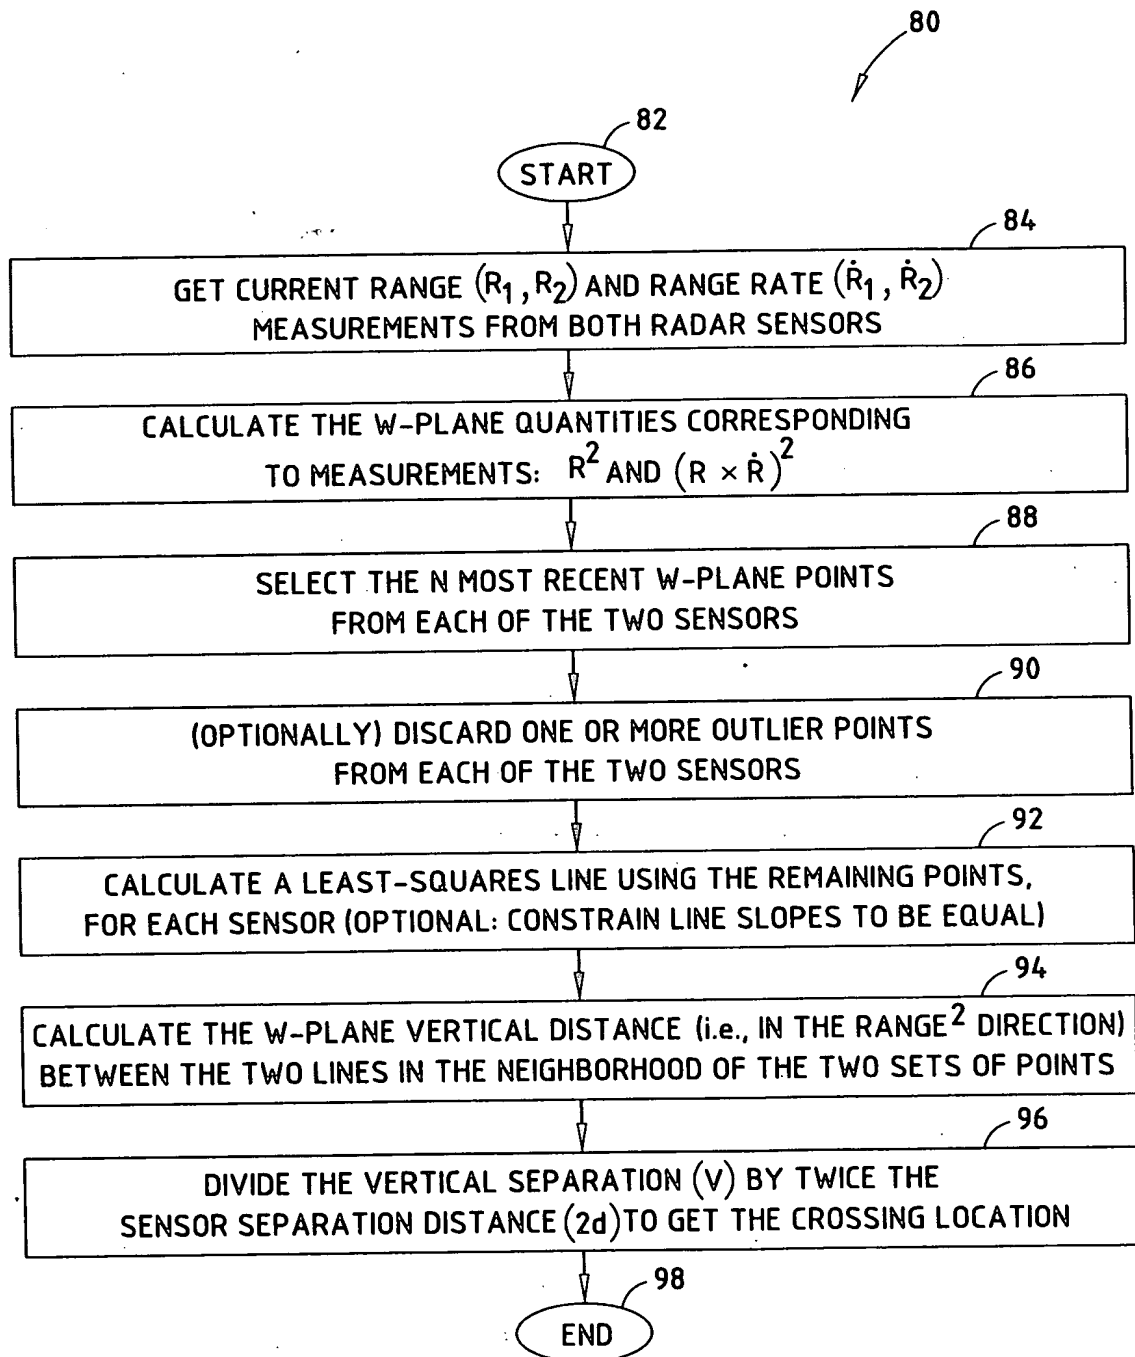 80
82
START
84
GET CURRENT RANGE (R₁, R₂) AND RANGE RATE (Ṙ₁, Ṙ₂)
MEASUREMENTS FROM BOTH RADAR SENSORS
86
CALCULATE THE W-PLANE QUANTITIES CORRESPONDING
TO MEASUREMENTS: R² AND (R × Ṙ)²
88
SELECT THE N MOST RECENT W-PLANE POINTS
FROM EACH OF THE TWO SENSORS
90
(OPTIONALLY) DISCARD ONE OR MORE OUTLIER POINTS
FROM EACH OF THE TWO SENSORS
92
CALCULATE A LEAST-SQUARES LINE USING THE REMAINING POINTS,
FOR EACH SENSOR (OPTIONAL: CONSTRAIN LINE SLOPES TO BE EQUAL)
94
CALCULATE THE W-PLANE VERTICAL DISTANCE (i.e., IN THE RANGE² DIRECTION)
BETWEEN THE TWO LINES IN THE NEIGHBORHOOD OF THE TWO SETS OF POINTS
96
DIVIDE THE VERTICAL SEPARATION (V) BY TWICE THE
SENSOR SEPARATION DISTANCE (2d) TO GET THE CROSSING LOCATION
98
END